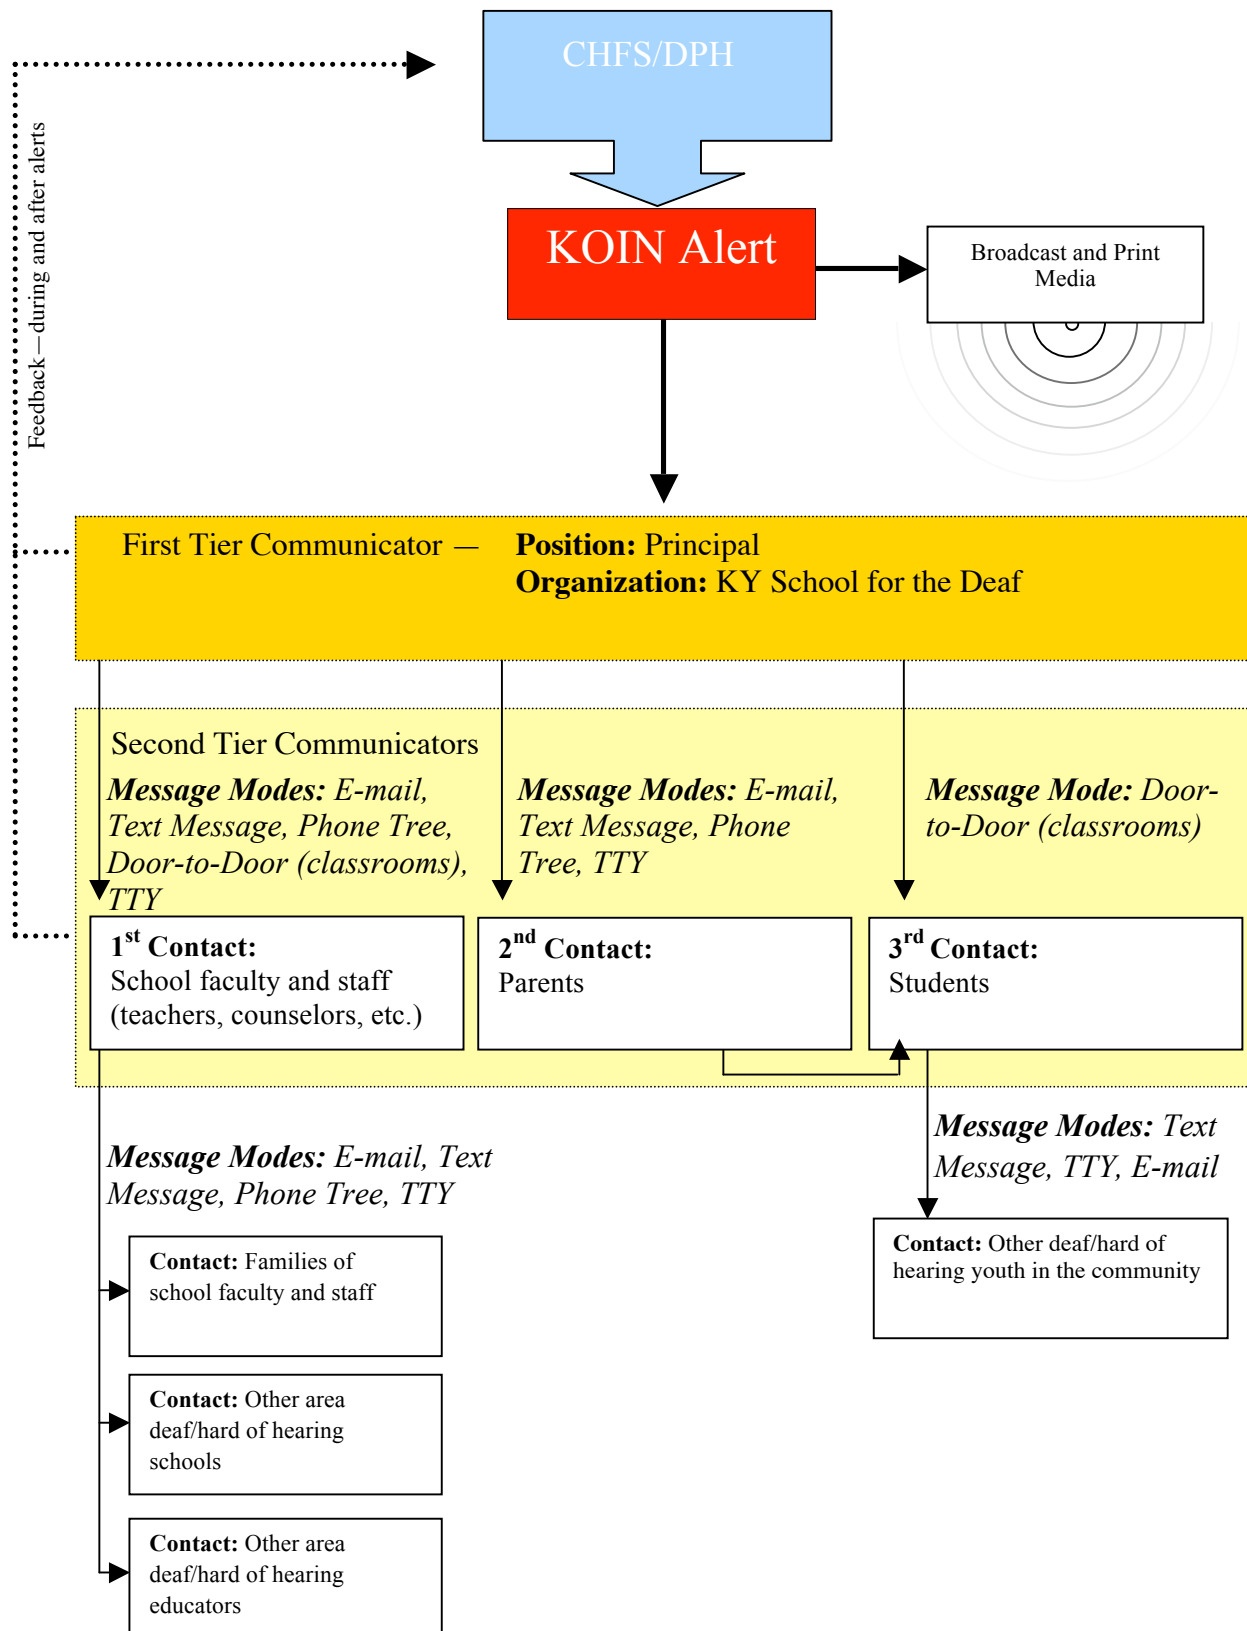 CHFS/DPH
Feedback—during and after alerts
KOIN Alert
Broadcast and Print
Media
First Tier Communicator — Position: Principal
Organization: KY School for the Deaf
Second Tier Communicators
Message Modes: E-mail,
Text Message, Phone Tree,
Door-to-Door (classrooms),
TTY
Message Modes: E-mail,
Text Message, Phone
Tree, TTY
Message Mode: Door-
to-Door (classrooms)
1st Contact:
School faculty and staff
(teachers, counselors, etc.)
2nd Contact:
Parents
3rd Contact:
Students
Message Modes: E-mail, Text
Message, Phone Tree, TTY
Message Modes: Text
Message, TTY, E-mail
Contact: Families of
school faculty and staff
Contact: Other area
deaf/hard of hearing
schools
Contact: Other area
deaf/hard of hearing
educators
Contact: Other deaf/hard of
hearing youth in the community